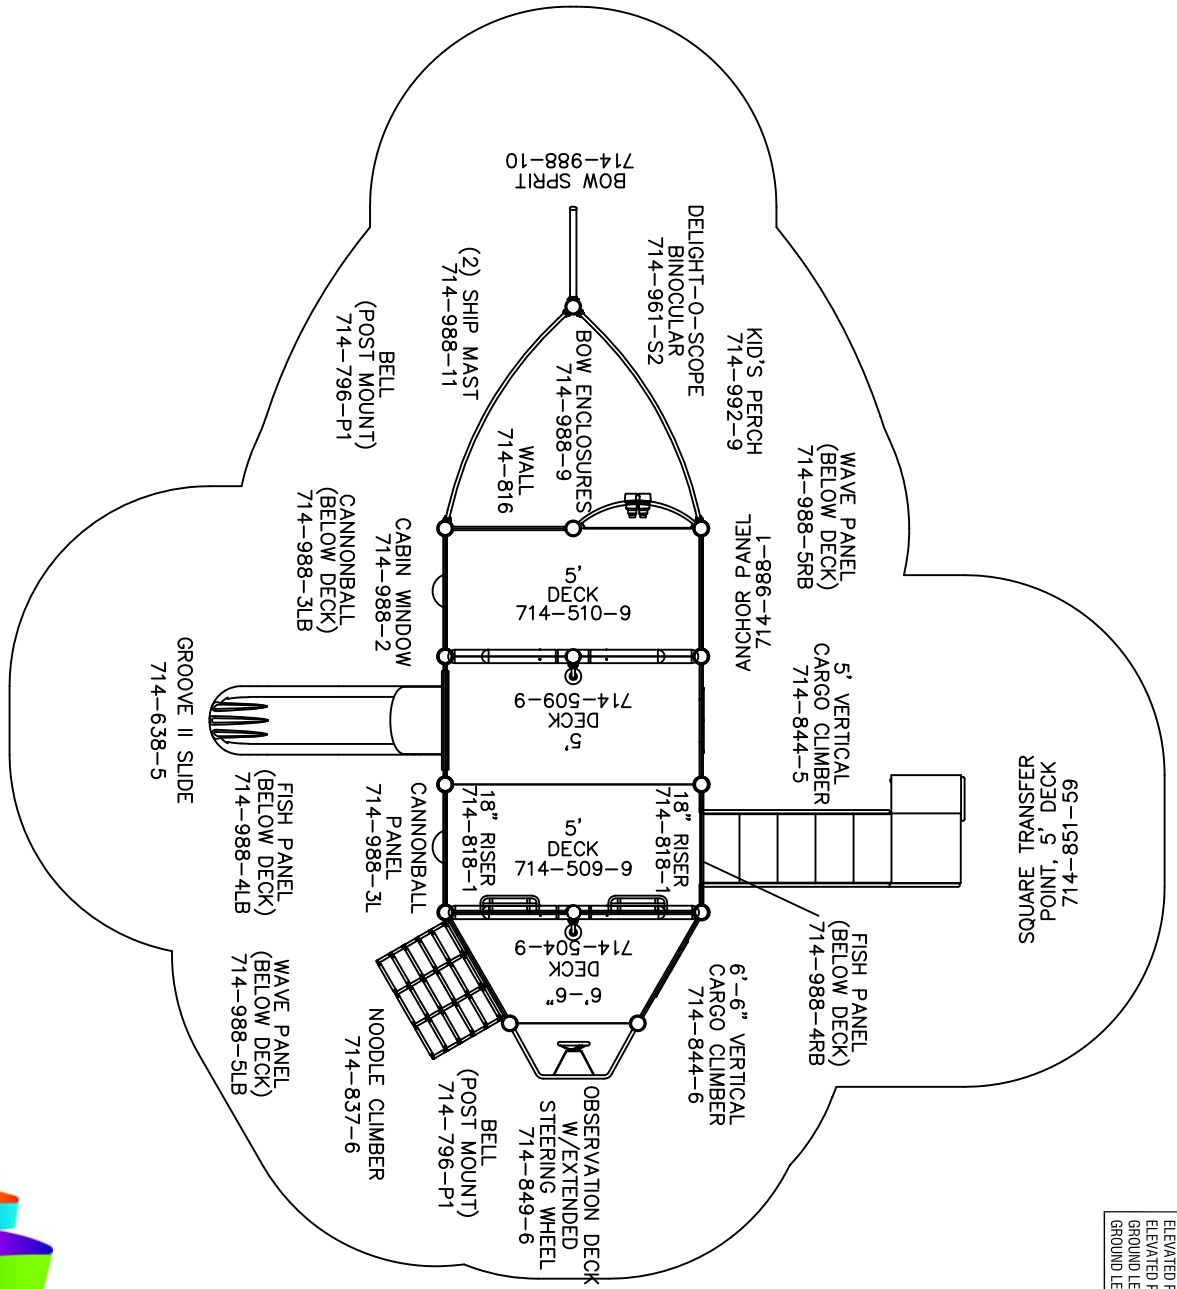 BOW SPRIT
714-988-10
DELIGHT-O-SCOPE
BINOCULAR
714-961-S2
(2) SHIP MAST
714-988-11
KID'S PERCH
714-992-9
BELL
(POST MOUNT)
714-796-P1
BOW ENCLOSURES
714-988-9
WALL
714-816
WAVE PANEL
(BELOW DECK)
714-988-5RB
CANNONBALL
(BELOW DECK)
714-988-3LB
CABIN WINDOW
714-988-2
5'
DECK
714-510-9
ANCHOR PANEL
714-988-1
GROOVE II SLIDE
714-638-5
5'
DECK
714-509-9
5' VERTICAL
CARGO CLIMBER
714-844-5
SQUARE TRANSFER
POINT, 5' DECK
714-851-59
FISH PANEL
(BELOW DECK)
714-988-4LB
CANNONBALL
PANEL
714-988-3L
18" RISER
714-818-1
5'
DECK
714-509-9
18" RISER
714-818-1
FISH PANEL
(BELOW DECK)
714-988-4RB
WAVE PANEL
(BELOW DECK)
714-988-5LB
6'-6"
DECK
714-504-9
6'-6" VERTICAL
CARGO CLIMBER
714-844-6
NOODLE CLIMBER
714-837-6
BELL
(POST MOUNT)
714-796-P1
OBSERVATION DECK
W/EXTENDED
STEERING WHEEL
714-849-6
ELEVATED
ELEVATED
GROUND
GROUND